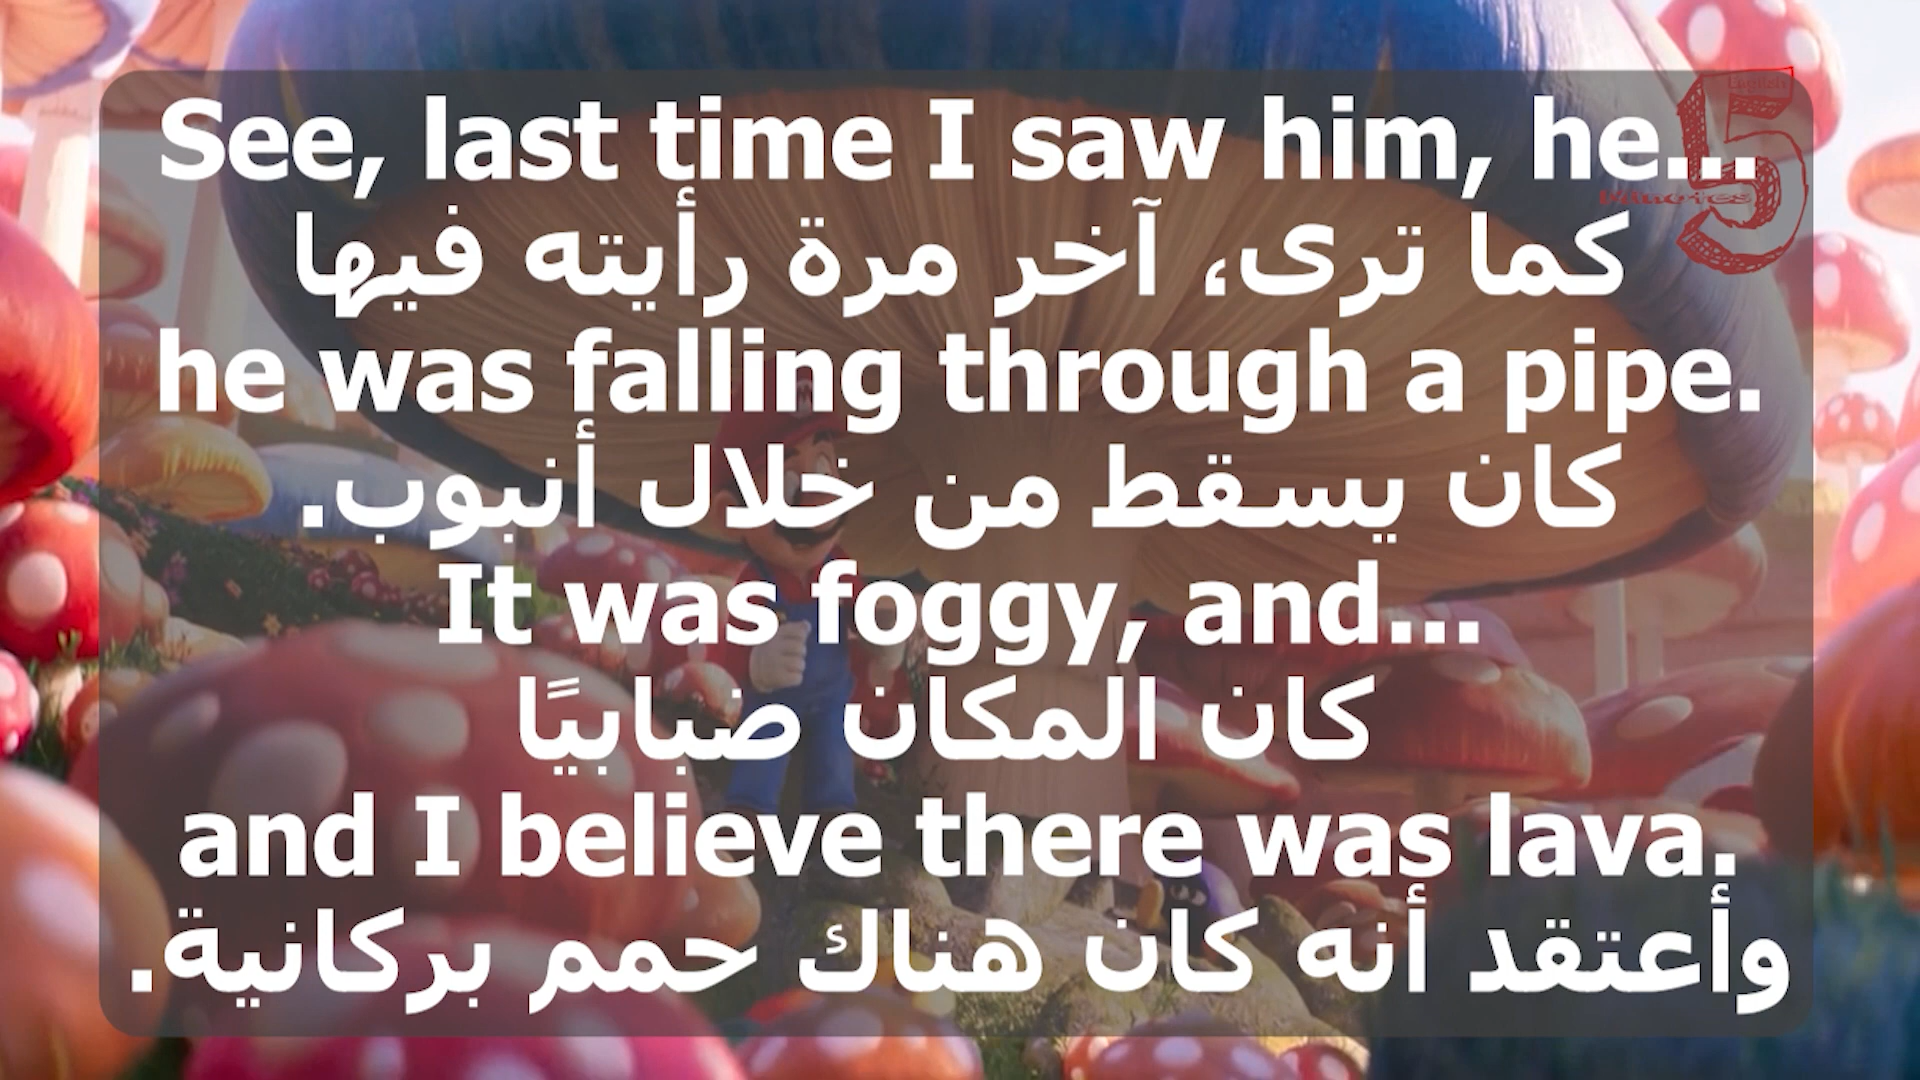 See, last time I saw him, he...
كما ترى، آخر مرة رأيته فيها
he was falling through a pipe.
كان يسقط من خلال أنبوب.
It was foggy, and...
كان المكان ضبابيًا
and I believe there was lava.
وأعتقد أنه كان هناك حمم بركانية.
5